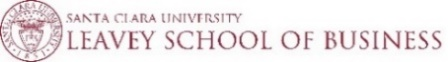 SANTA CLARA UNIVERSITY
LEAVEY SCHOOL OF BUSINESS